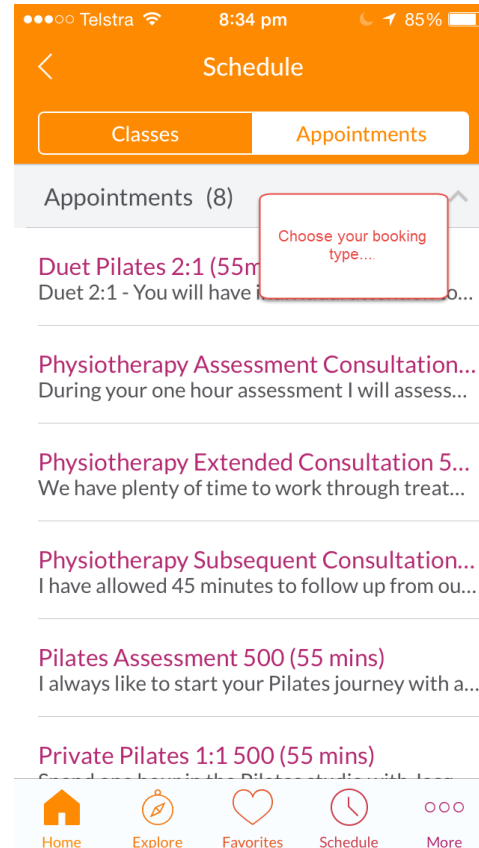 Telstra 8:34 pm 85%
Schedule
Classes Appointments
Appointments (8)
Choose your booking
type...
Duet Pilates 2:1 (55m
Duet 2:1 - You will have o...
Physiotherapy Assessment Consultation...
During your one hour assessment I will assess...
Physiotherapy Extended Consultation 5...
We have plenty of time to work through treat...
Physiotherapy Subsequent Consultation...
I have allowed 45 minutes to follow up from ou...
Pilates Assessment 500 (55 mins)
I always like to start your Pilates journey with a...
Private Pilates 1:1 500 (55 mins)
Home Explore Favorites Schedule More